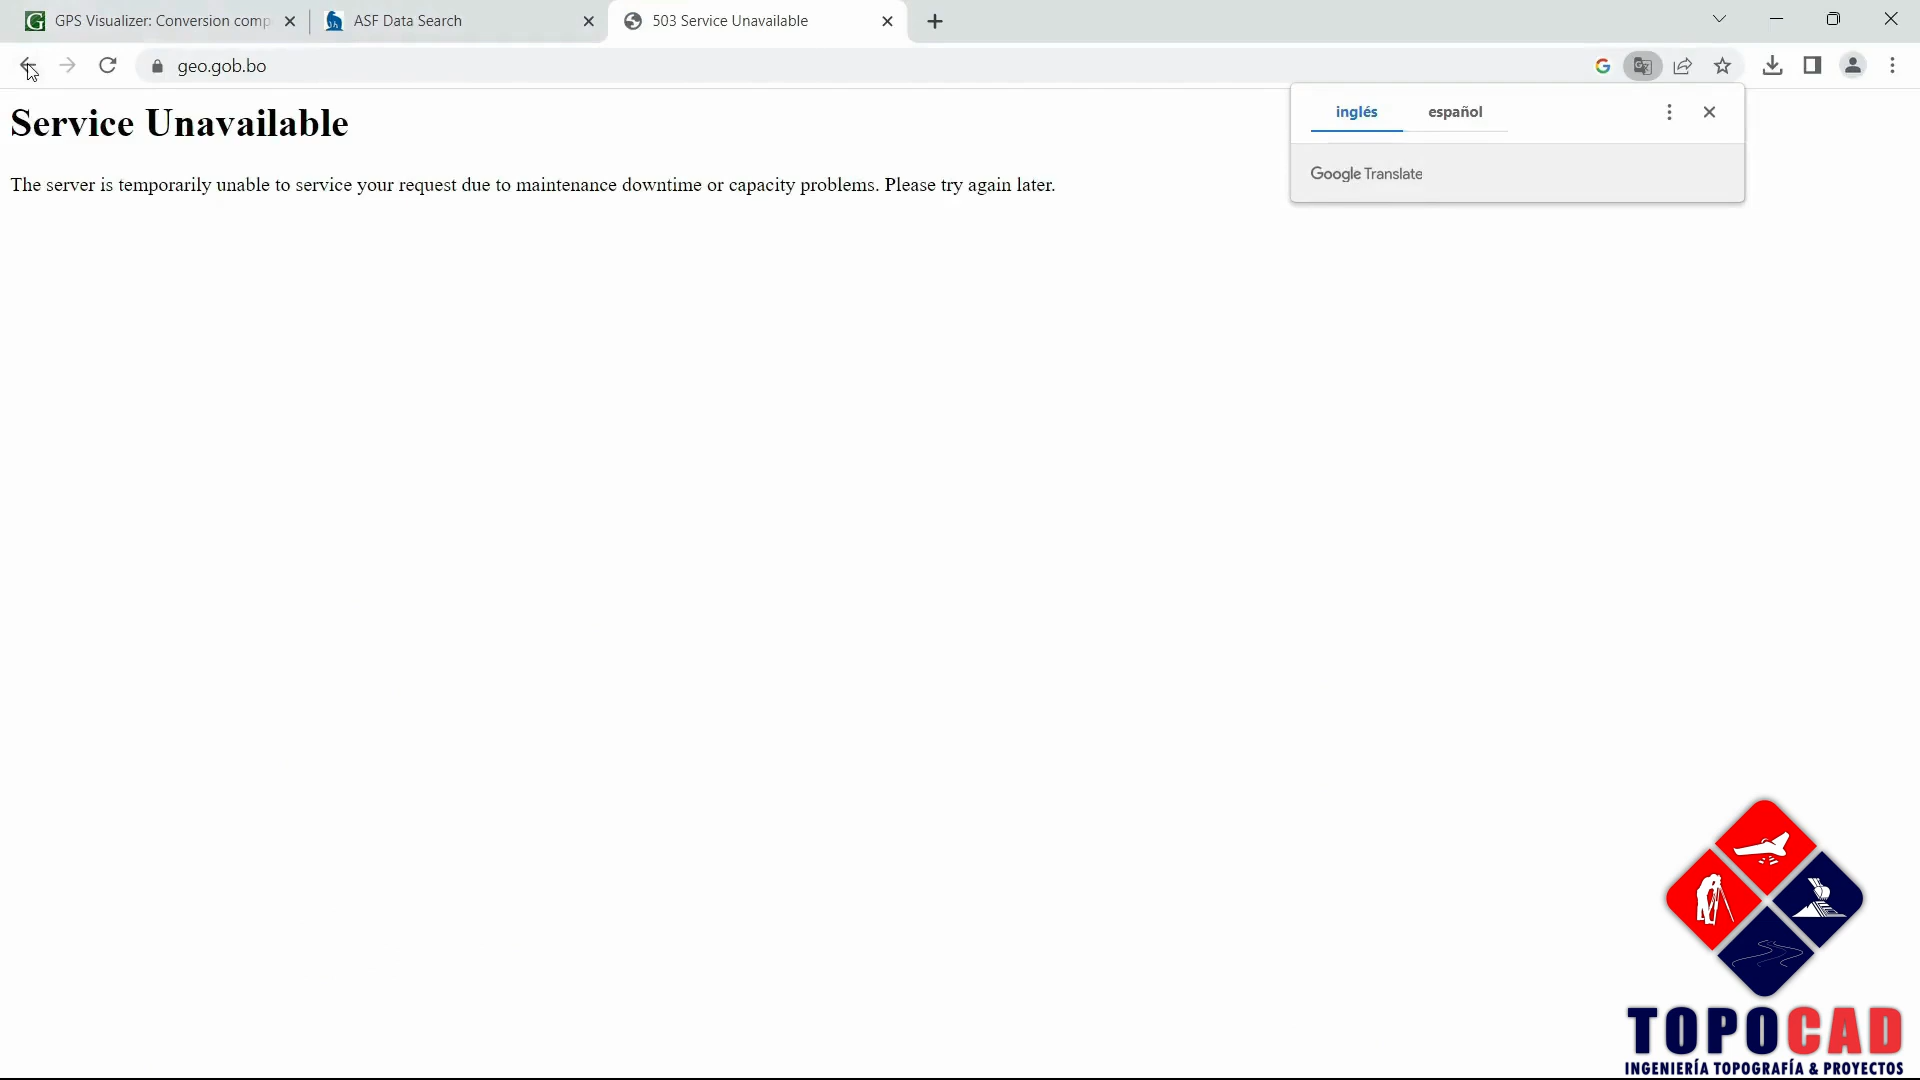 GPS Visualizer: Conversion comp
ASF Data Search
503 Service Unavailable
geo.gob.bo
Service Unavailable
The server is temporarily unable to service your request due to maintenance downtime or capacity problems. Please try again later.
inglés
español
Google Translate
TOPOCAD
INGENIERÍA TOPOGRAFÍA & PROYECTOS